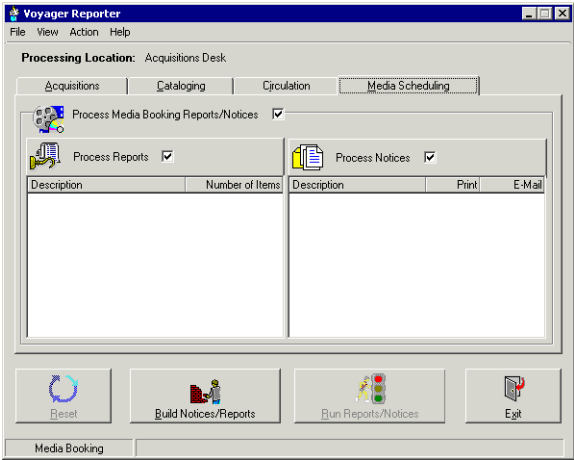 Voyager Reporter
File View Action Help
Processing Location: Acquisitions Desk
Acquisitions Cataloging Circulation Media Scheduling
Process Media Booking Reports/Notices
Process Reports Process Notices
Description Number of Items Description Print E-Mail
Reset Build Notices/Reports Run Reports/Notices Exit
Media Booking